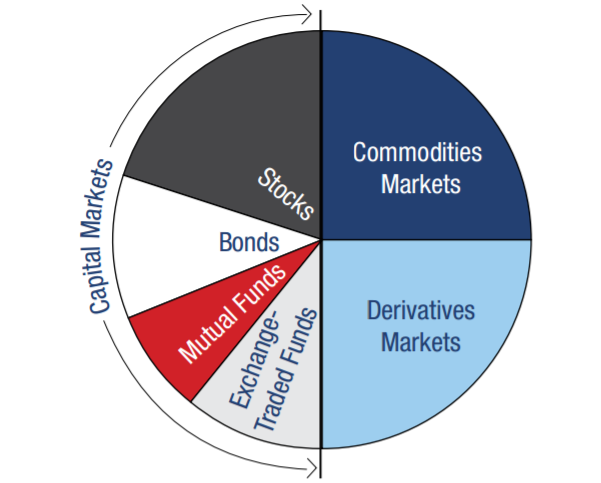 Capital Markets
Stocks
Bonds
Mutual Funds
Exchange-
Traded Funds
Commodities
Markets
Derivatives
Markets